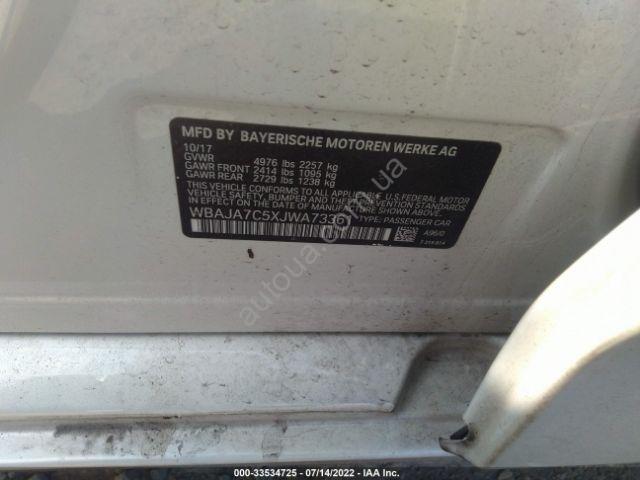 MFD BY BAYERISCHE MOTOREN WERKE AG
10/17
GVWR 4976 lbs 2257 kg
GAWR FRONT 2414 lbs 1095 kg
GAWR REAR 2729 lbs 1238 kg
THIS VEHICLE CONFORMS TO ALL APPLICABLE U.S. FEDERAL MOTOR
VEHICLE SAFETY, BUMPER, AND THEFT PREVENTION STANDARDS IN
EFFECT ON THE DATE OF MANUFACTURE SHOWN ABOVE.
WBAJA7C5XJWA73361 TYPE: PASSENGER CAR
A96/0
autoua.com
000-33534725 - 07/14/2022 - IAA Inc.